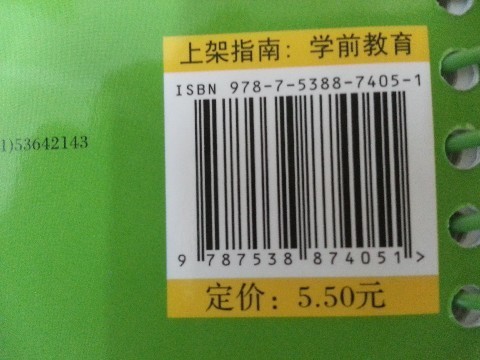 上架指南：学前教育
ISBN 978-7-5388-7405-1
1)53642143
9 787538 874051 >
定价：5.50元